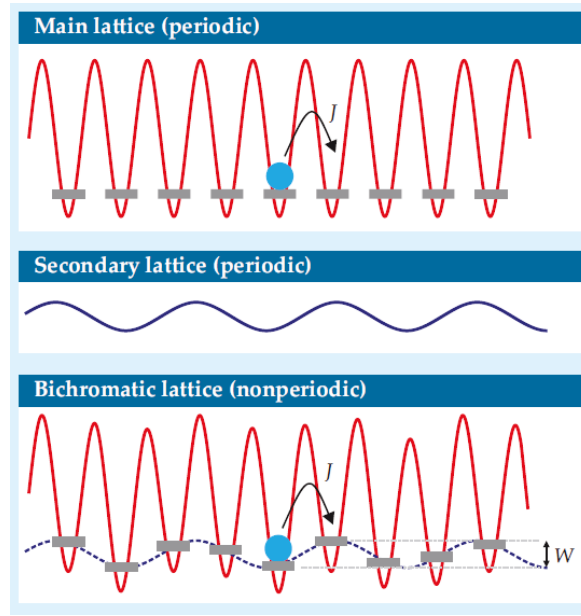 Main lattice (periodic)
J
Secondary lattice (periodic)
Bichromatic lattice (nonperiodic)
J
W